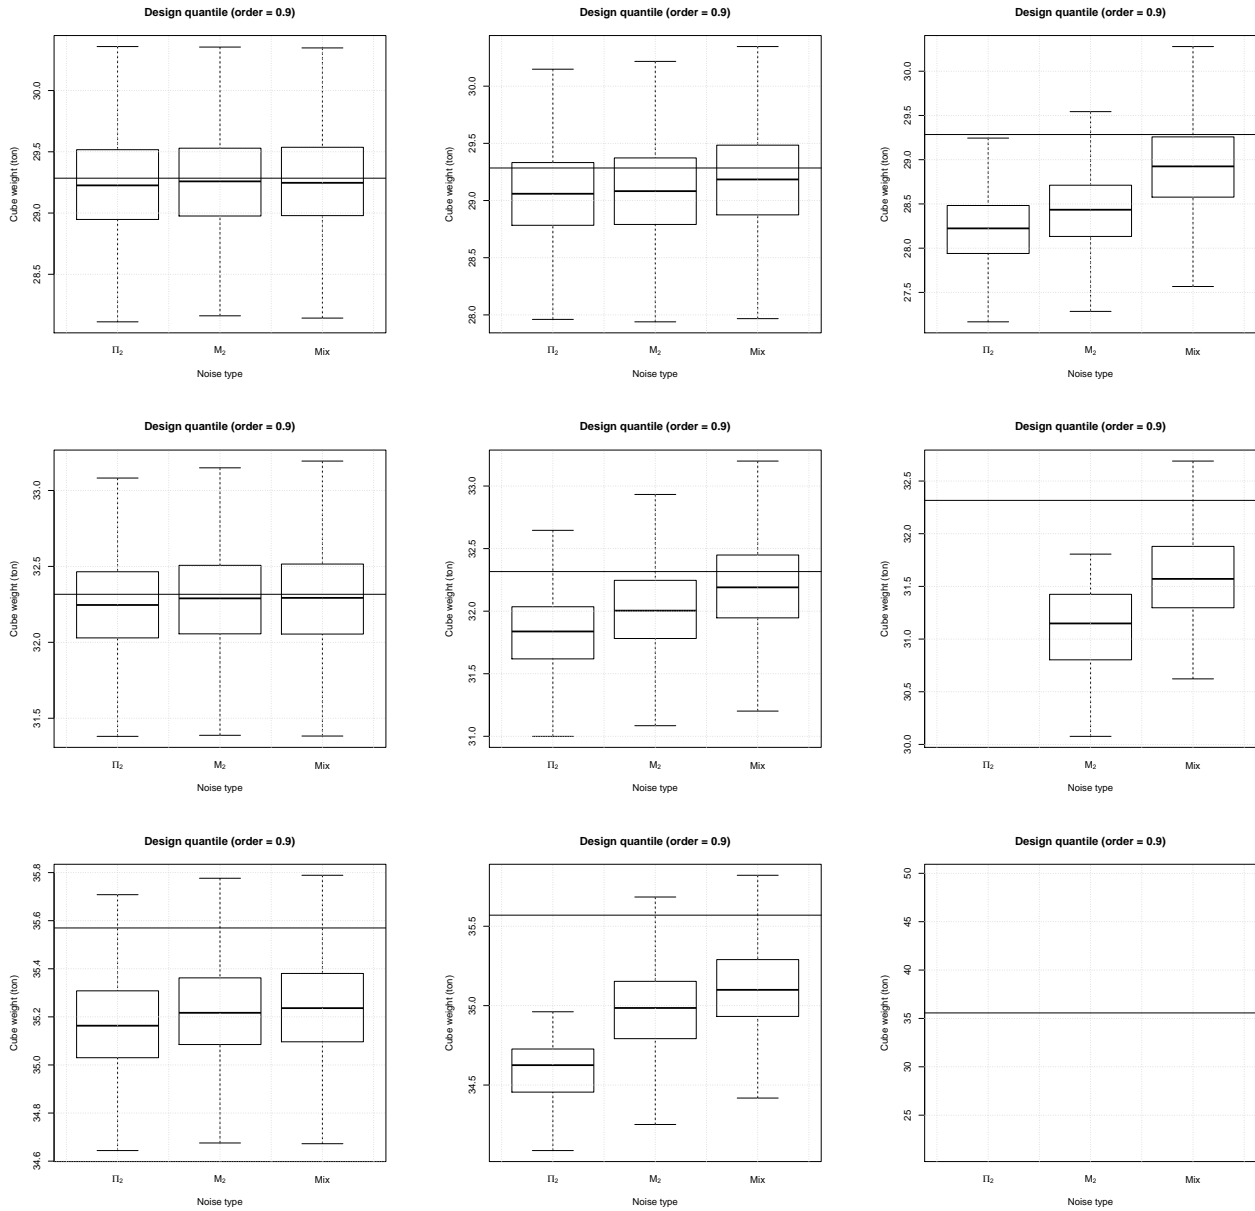 Design quantile (order = 0.9)
Cube weight (ton)
30.0
29.5
29.0
28.5
Π₂ M₂ Mix
Noise type
Design quantile (order = 0.9)
Cube weight (ton)
30.0
29.5
29.0
28.5
28.0
Π₂ M₂ Mix
Noise type
Design quantile (order = 0.9)
Cube weight (ton)
30.0
29.5
29.0
28.5
28.0
27.5
Π₂ M₂ Mix
Noise type
Design quantile (order = 0.9)
Cube weight (ton)
33.0
32.5
32.0
31.5
Π₂ M₂ Mix
Noise type
Design quantile (order = 0.9)
Cube weight (ton)
33.0
32.5
32.0
31.5
31.0
Π₂ M₂ Mix
Noise type
Design quantile (order = 0.9)
Cube weight (ton)
32.5
32.0
31.5
31.0
30.5
30.0
Π₂ M₂ Mix
Noise type
Design quantile (order = 0.9)
Cube weight (ton)
35.8
35.6
35.4
35.2
35.0
34.8
34.6
Π₂ M₂ Mix
Noise type
Design quantile (order = 0.9)
Cube weight (ton)
35.5
35.0
34.5
Π₂ M₂ Mix
Noise type
Design quantile (order = 0.9)
Cube weight (ton)
50
45
40
35
30
25
Π₂ M₂ Mix
Noise type